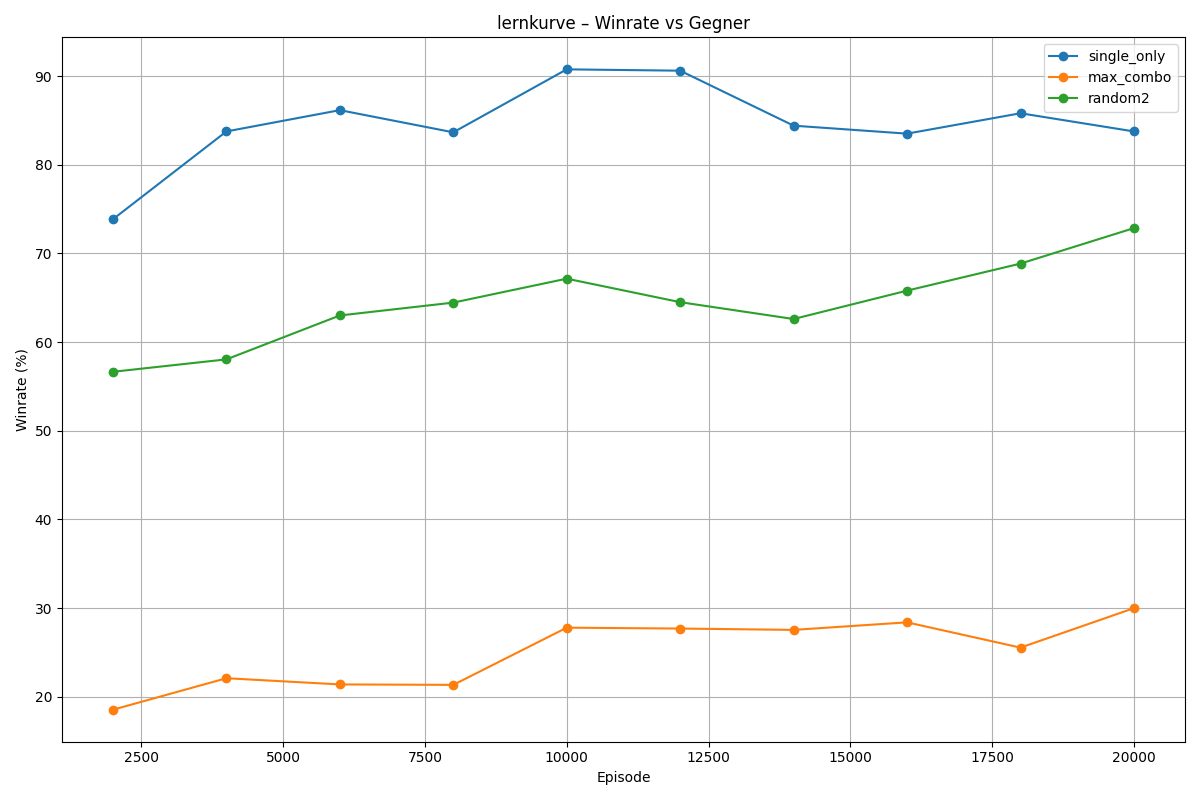 lernkurve – Winrate vs Gegner
single_only
max_combo
random2
Winrate (%)
90
80
70
60
50
40
30
20
2500 5000 7500 10000 12500 15000 17500 20000
Episode